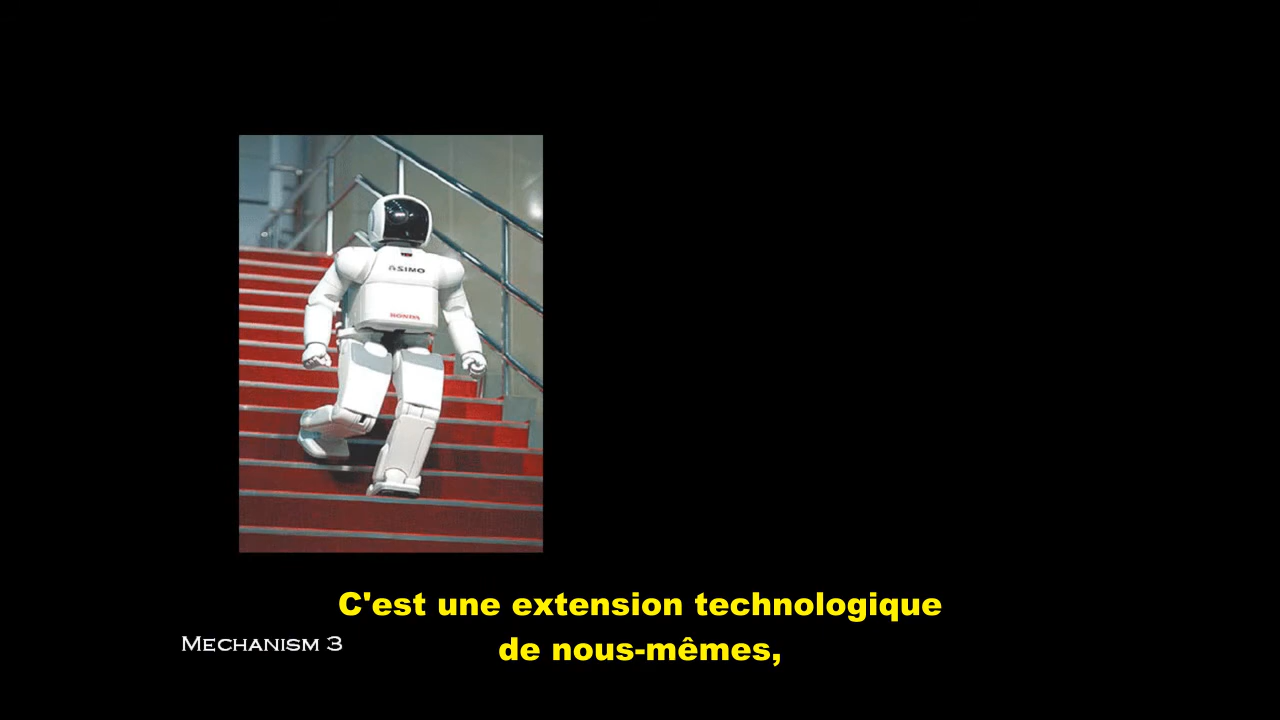 ASIMO
HONDA
C'est une extension technologique
de nous-mêmes,
Mechanism 3